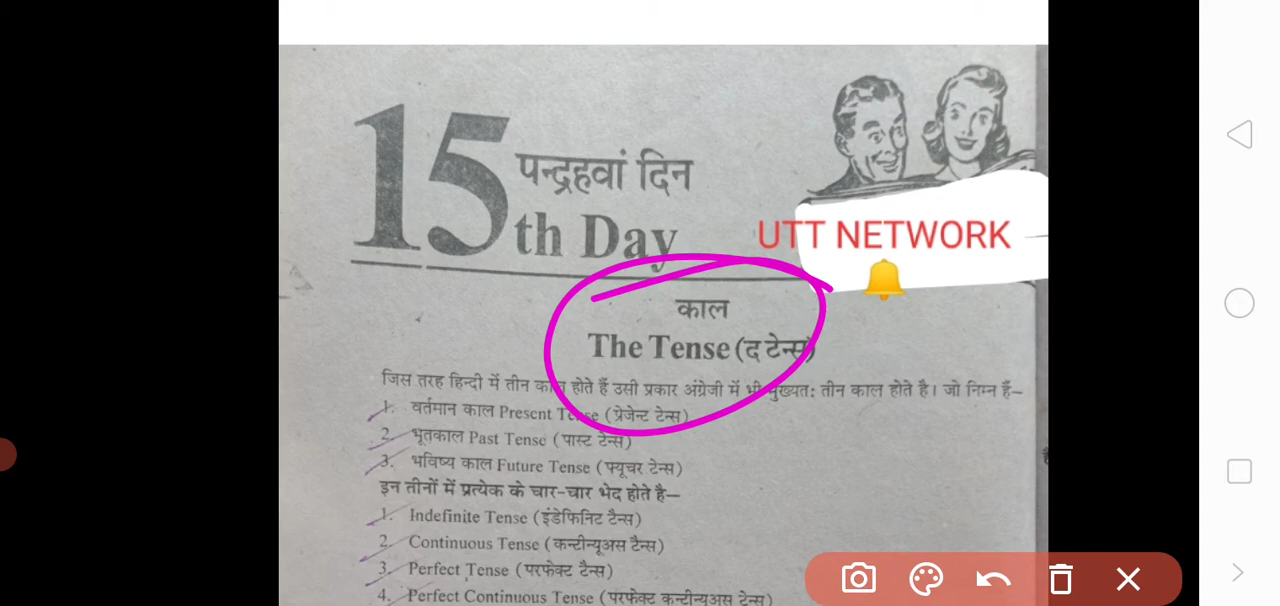 15
पन्द्रहवां दिन
th Day
UTT NETWORK
काल
The Tense (द टेन्स)
जिस तरह हिन्दी में तीन काल होते हैं उसी प्रकार अंग्रेजी में भी मुख्यत: तीन काल होते है। जो निम्न हैं–
1. वर्तमान काल Present Tense (प्रेजेन्ट टेन्स)
2. भूतकाल Past Tense (पास्ट टेन्स)
3. भविष्य काल Future Tense (फ्यूचर टेन्स)
इन तीनों में प्रत्येक के चार-चार भेद होते है–
1. Indefinite Tense (इंडेफिनिट टैन्स)
2. Continuous Tense (कन्टीन्यूअस टैन्स)
3. Perfect Tense (परफेक्ट टैन्स)
4. Perfect Continuous Tense (परफेक्ट कन्टीन्यूअस टेन्स)